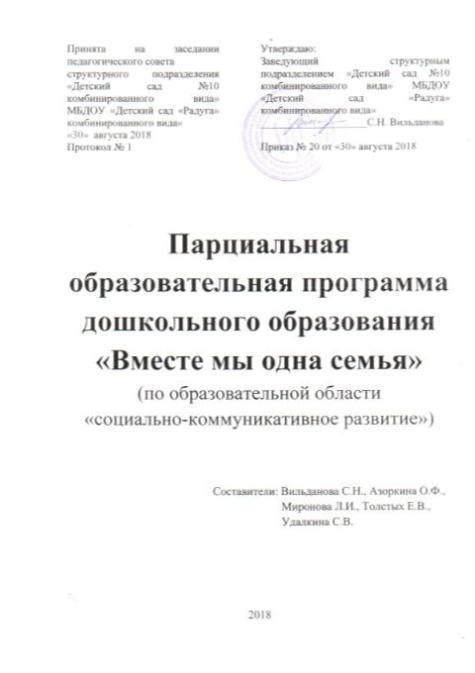 Принята на заседании
педагогического совета
структурного подразделения
«Детский сад №10
комбинированного вида»
МБДОУ «Детский сад «Радуга»
комбинированного вида»
«30» августа 2018
Протокол № 1
Утверждаю:
Заведующий структурным
подразделением «Детский сад №10
комбинированного вида» МБДОУ
«Детский сад «Радуга»
комбинированного вида»
С.Н. Вильданова
Приказ № 20 от «30» августа 2018
Парциальная
образовательная программа
дошкольного образования
«Вместе мы одна семья»
(по образовательной области
«социально-коммуникативное развитие»)
Составители: Вильданова С.Н., Азоркина О.Ф.,
Миронова Л.И., Толстых Е.В.,
Удалкина С.В.
2018